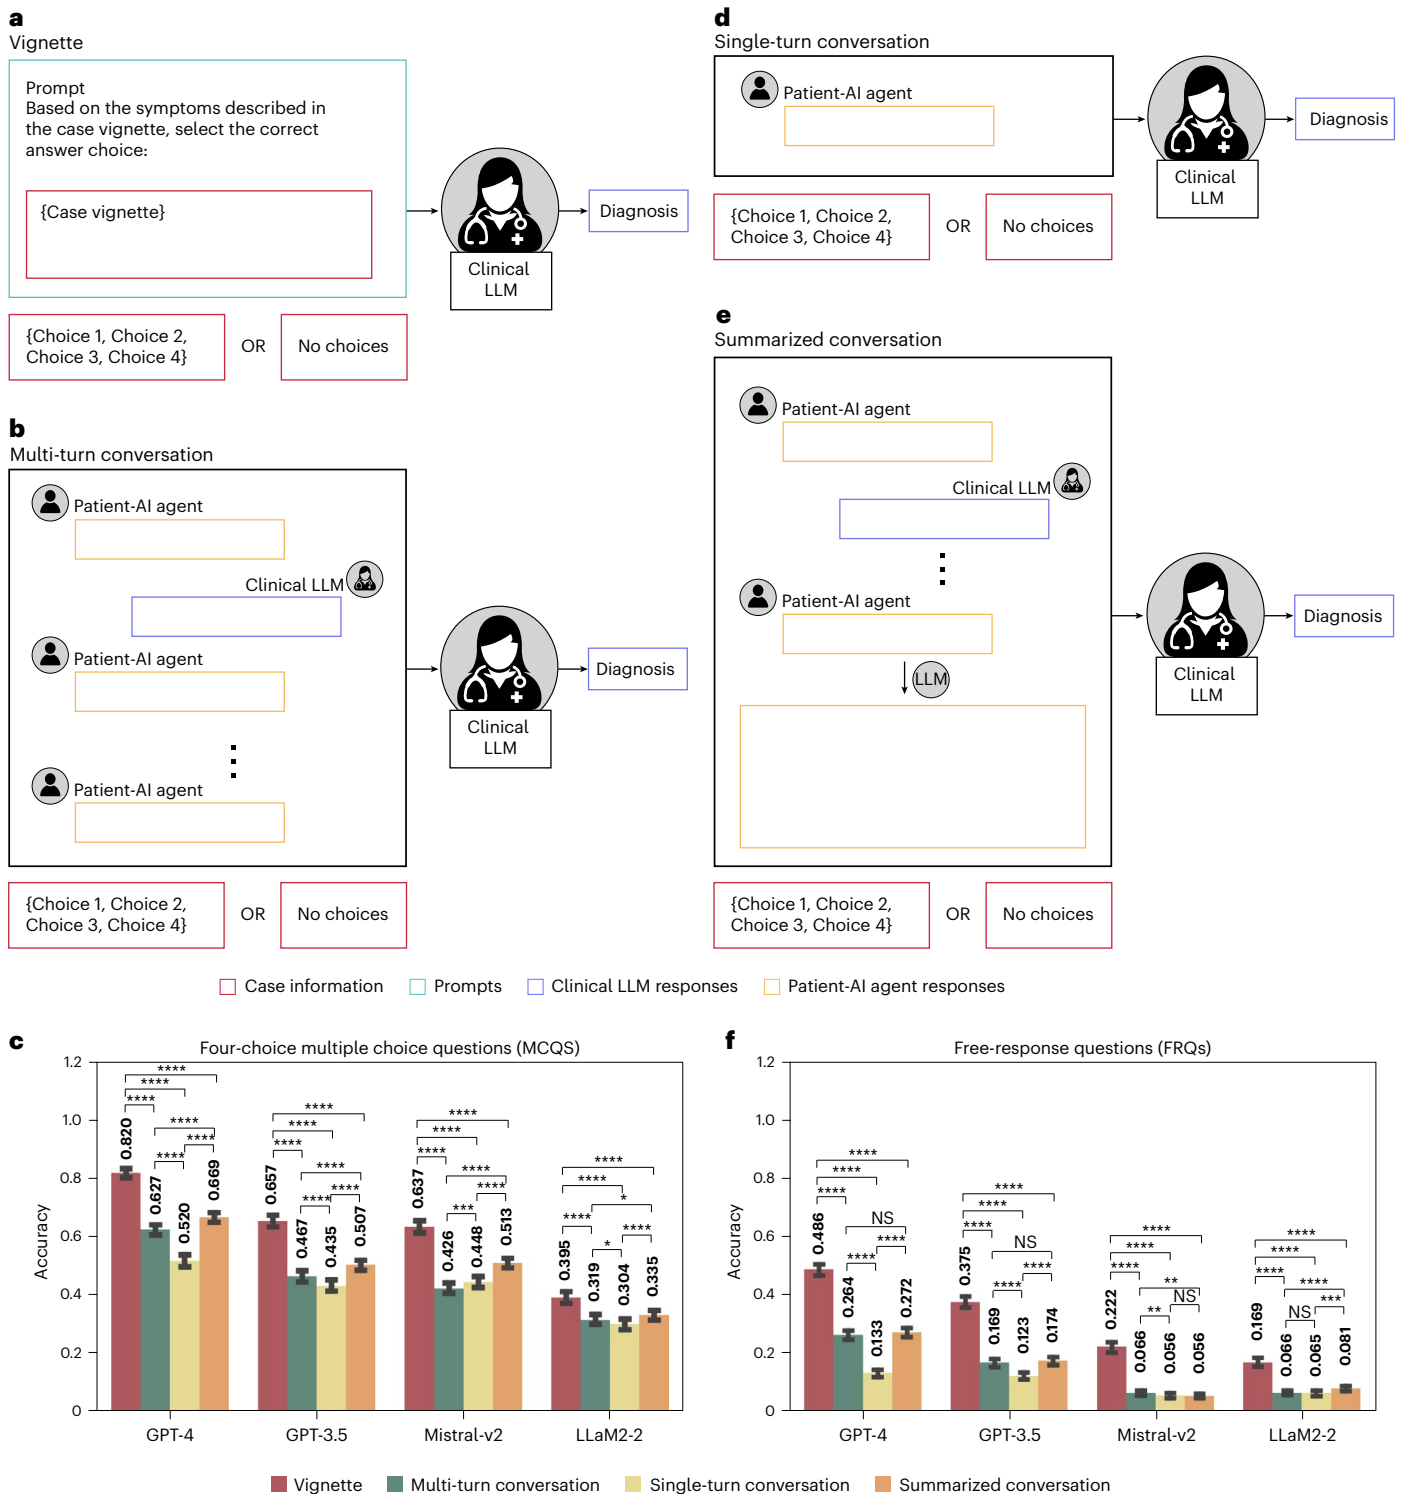 a
Vignette
Prompt
Based on the symptoms described in
the case vignette, select the correct
answer choice:
{Case vignette}
Clinical
LLM
Diagnosis
{Choice 1, Choice 2,
Choice 3, Choice 4}
OR
No choices
b
Multi-turn conversation
Patient-AI agent
Clinical LLM
Patient-AI agent
Patient-AI agent
Clinical
LLM
Diagnosis
{Choice 1, Choice 2,
Choice 3, Choice 4}
OR
No choices
d
Single-turn conversation
Patient-AI agent
Clinical
LLM
Diagnosis
{Choice 1, Choice 2,
Choice 3, Choice 4}
OR
No choices
e
Summarized conversation
Patient-AI agent
Clinical LLM
Patient-AI agent
LLM
Clinical
LLM
Diagnosis
{Choice 1, Choice 2,
Choice 3, Choice 4}
OR
No choices
Case information
Prompts
Clinical LLM responses
Patient-AI agent responses
c
Four-choice multiple choice questions (MCQS)
Accuracy
1.2
1.0
0.8
0.6
0.4
0.2
0
****
****
****
****
****
****
0.820
0.627
0.520
0.669
****
****
****
****
****
****
0.657
0.467
0.435
0.507
****
****
****
****
****
***
0.637
0.426
0.448
0.513
****
****
*
****
****
*
0.395
0.319
0.304
0.335
GPT-4
GPT-3.5
Mistral-v2
LLaM2-2
f
Free-response questions (FRQs)
Accuracy
1.2
1.0
0.8
0.6
0.4
0.2
0
****
****
****
NS
****
****
0.486
0.264
0.133
0.272
****
****
****
NS
****
****
0.375
0.169
0.123
0.174
****
****
****
**
NS
**
0.222
0.066
0.056
0.056
****
****
****
****
***
NS
0.169
0.066
0.065
0.081
GPT-4
GPT-3.5
Mistral-v2
LLaM2-2
Vignette
Multi-turn conversation
Single-turn conversation
Summarized conversation